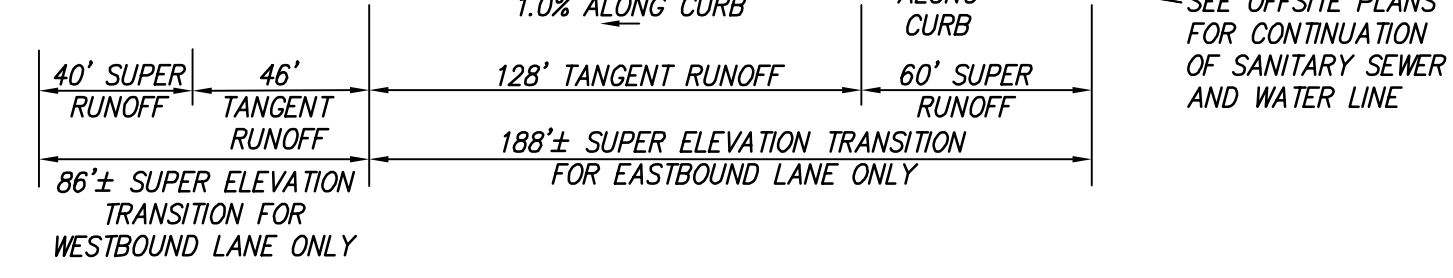 1.0% ALONG CURB
ALONG
CURB
SEE OFFSITE PLANS
FOR CONTINUATION
OF SANITARY SEWER
AND WATER LINE
40' SUPER
RUNOFF
46'
TANGENT
RUNOFF
128' TANGENT RUNOFF
60' SUPER
RUNOFF
188'± SUPER ELEVATION TRANSITION
FOR EASTBOUND LANE ONLY
86'± SUPER ELEVATION
TRANSITION FOR
WESTBOUND LANE ONLY